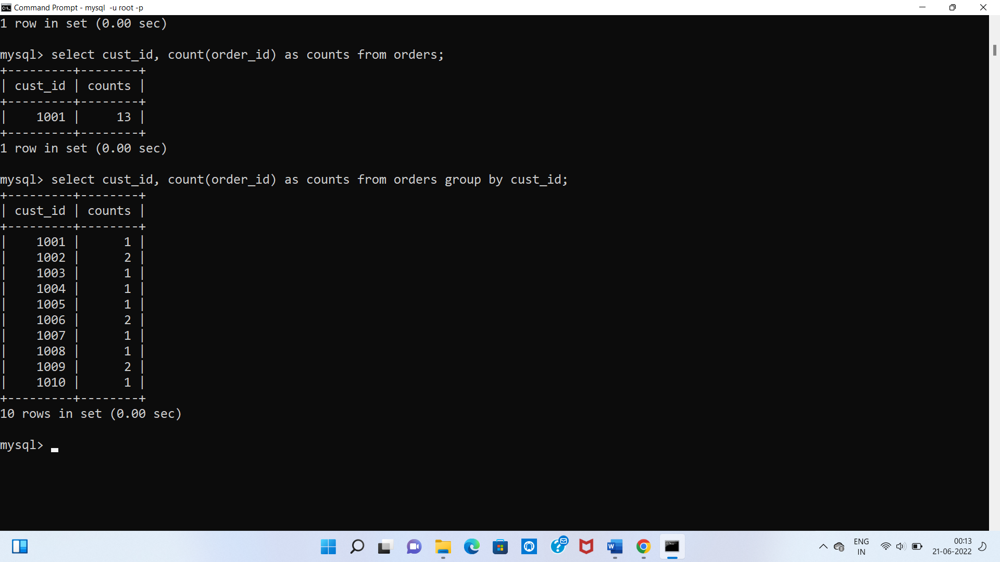 Command Prompt - mysql  -u root -p
1 row in set (0.00 sec)
mysql> select cust_id, count(order_id) as counts from orders;
+---------+--------+
| cust_id | counts |
+---------+--------+
|    1001 |     13 |
+---------+--------+
1 row in set (0.00 sec)
mysql> select cust_id, count(order_id) as counts from orders group by cust_id;
+---------+--------+
| cust_id | counts |
+---------+--------+
|    1001 |      1 |
|    1002 |      2 |
|    1003 |      1 |
|    1004 |      1 |
|    1005 |      1 |
|    1006 |      2 |
|    1007 |      1 |
|    1008 |      1 |
|    1009 |      2 |
|    1010 |      1 |
+---------+--------+
10 rows in set (0.00 sec)
mysql>
ENG
IN
00:13
21-06-2022